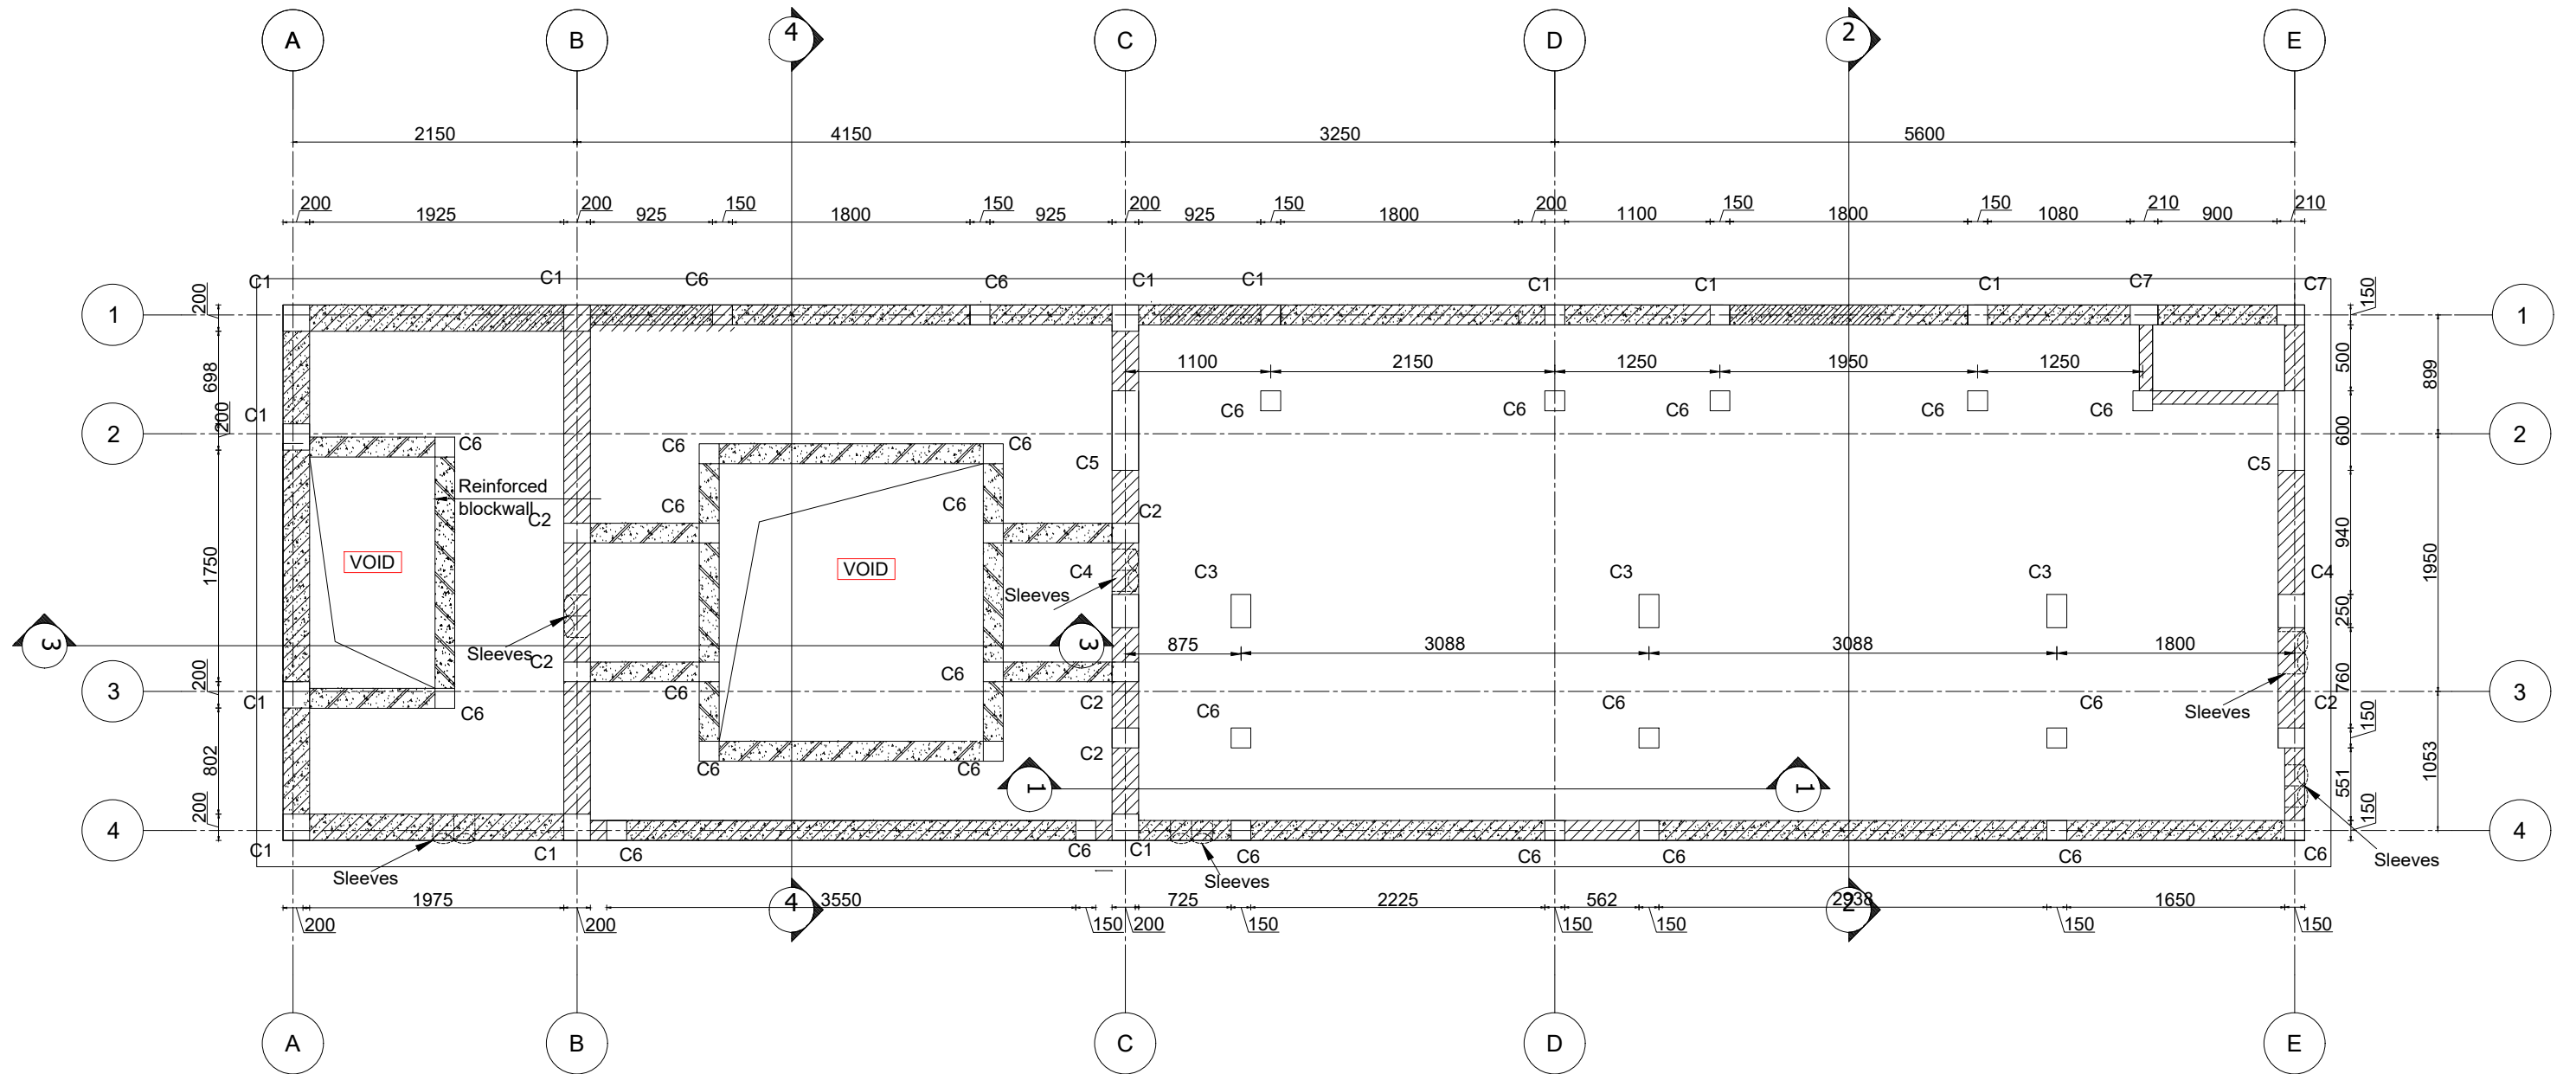 A B 4 C D 2 E
2150 4150 3250 5600
200 200 150 150 200 150 200 150 150 210 210
1925 925 1800 925 925 1800 1100 1800 1080 900
C1 C1 C6 C6 C1 C1 C1 C1 C1 C7 C7
1 200 150 1
698 500 899
1100 2150 1250 1950 1250
C1 200 C6 C6 C6 C6 C6
2 600 2
C6 C6 C6 C5 C5
Reinforced
blockwall
C2 C6 C6 C2
940
1750 VOID VOID 1950
C4 C3 C3 C3 C4
Sleeves
250
3 Sleeves 3
C2
875 3088 3088 1800
200 C6 760
3 3
C1 C6 C6 C2 C6 C6 C6 Sleeves C2
150
802 C6 C6 C2 1053
1 1 551
200 150
4 4
C1 C1 C6 C6 C1 C6 C6 C6 C6 C6
Sleeves Sleeves Sleeves
1975 4 3550 725 2225 562 2938 2 1650
200 200 150 200 150 150 150 150 150
A B C D E